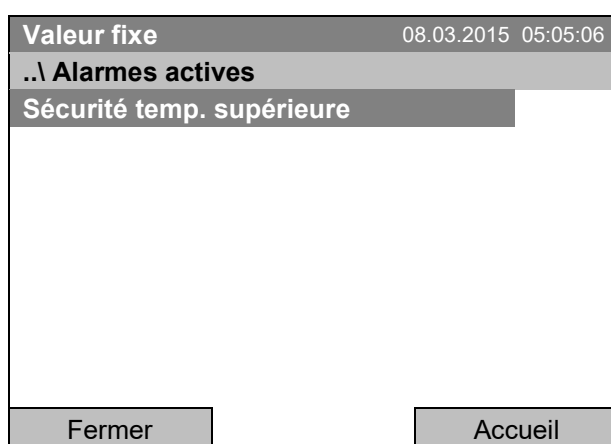 Valeur fixe 08.03.2015 05:05:06
..\ Alarmes actives
Sécurité temp. supérieure
Fermer Accueil